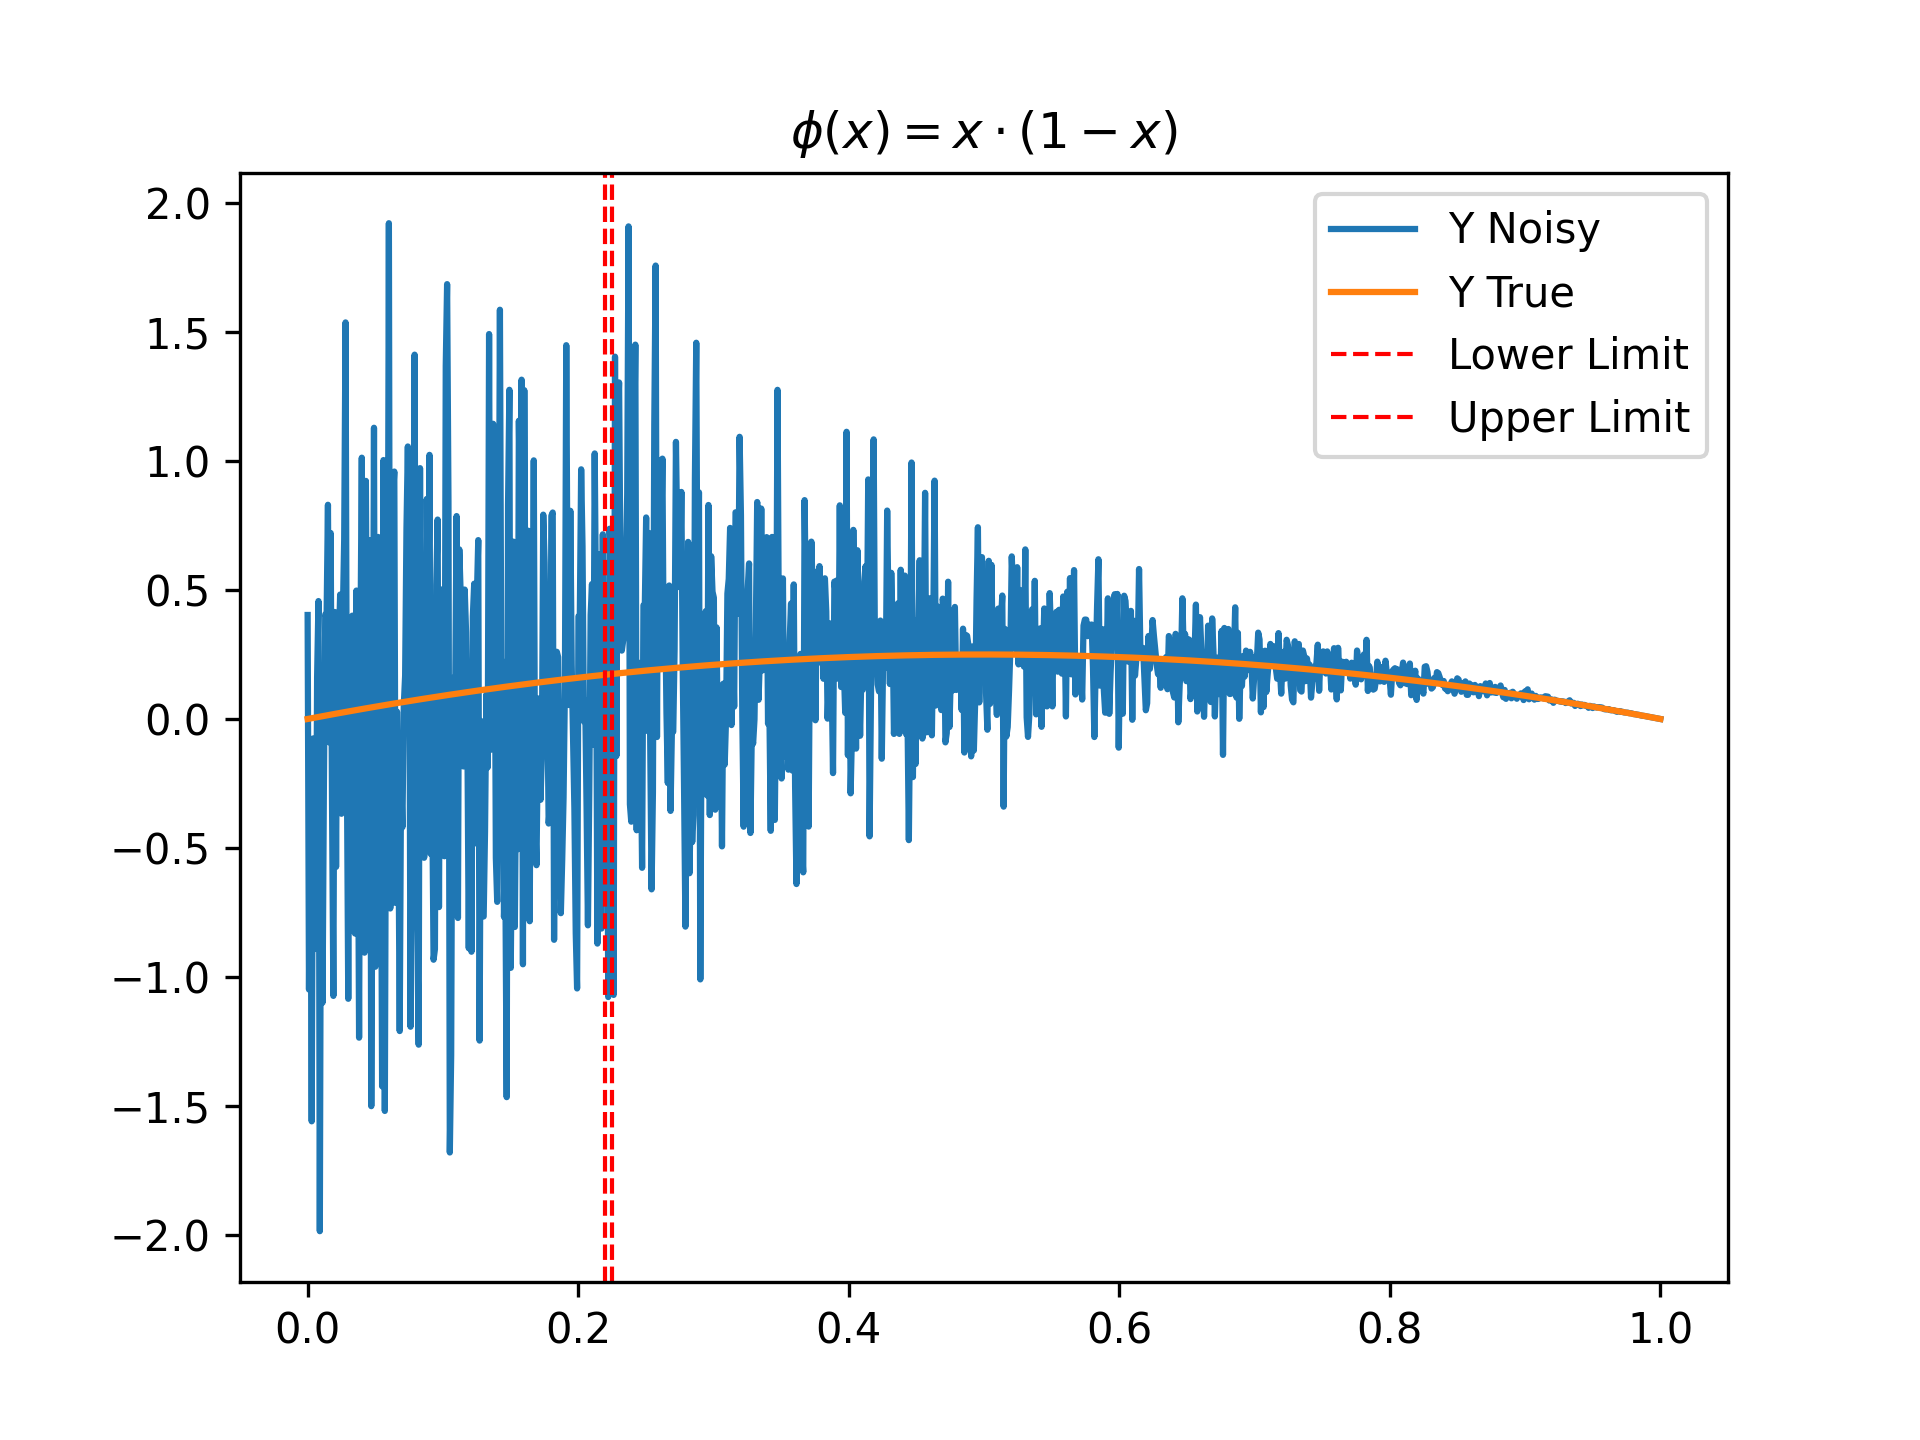 ϕ(x) = x · (1 − x)
2.0
1.5
1.0
0.5
0.0
−0.5
−1.0
−1.5
−2.0
Y Noisy
Y True
Lower Limit
Upper Limit
0.0 0.2 0.4 0.6 0.8 1.0